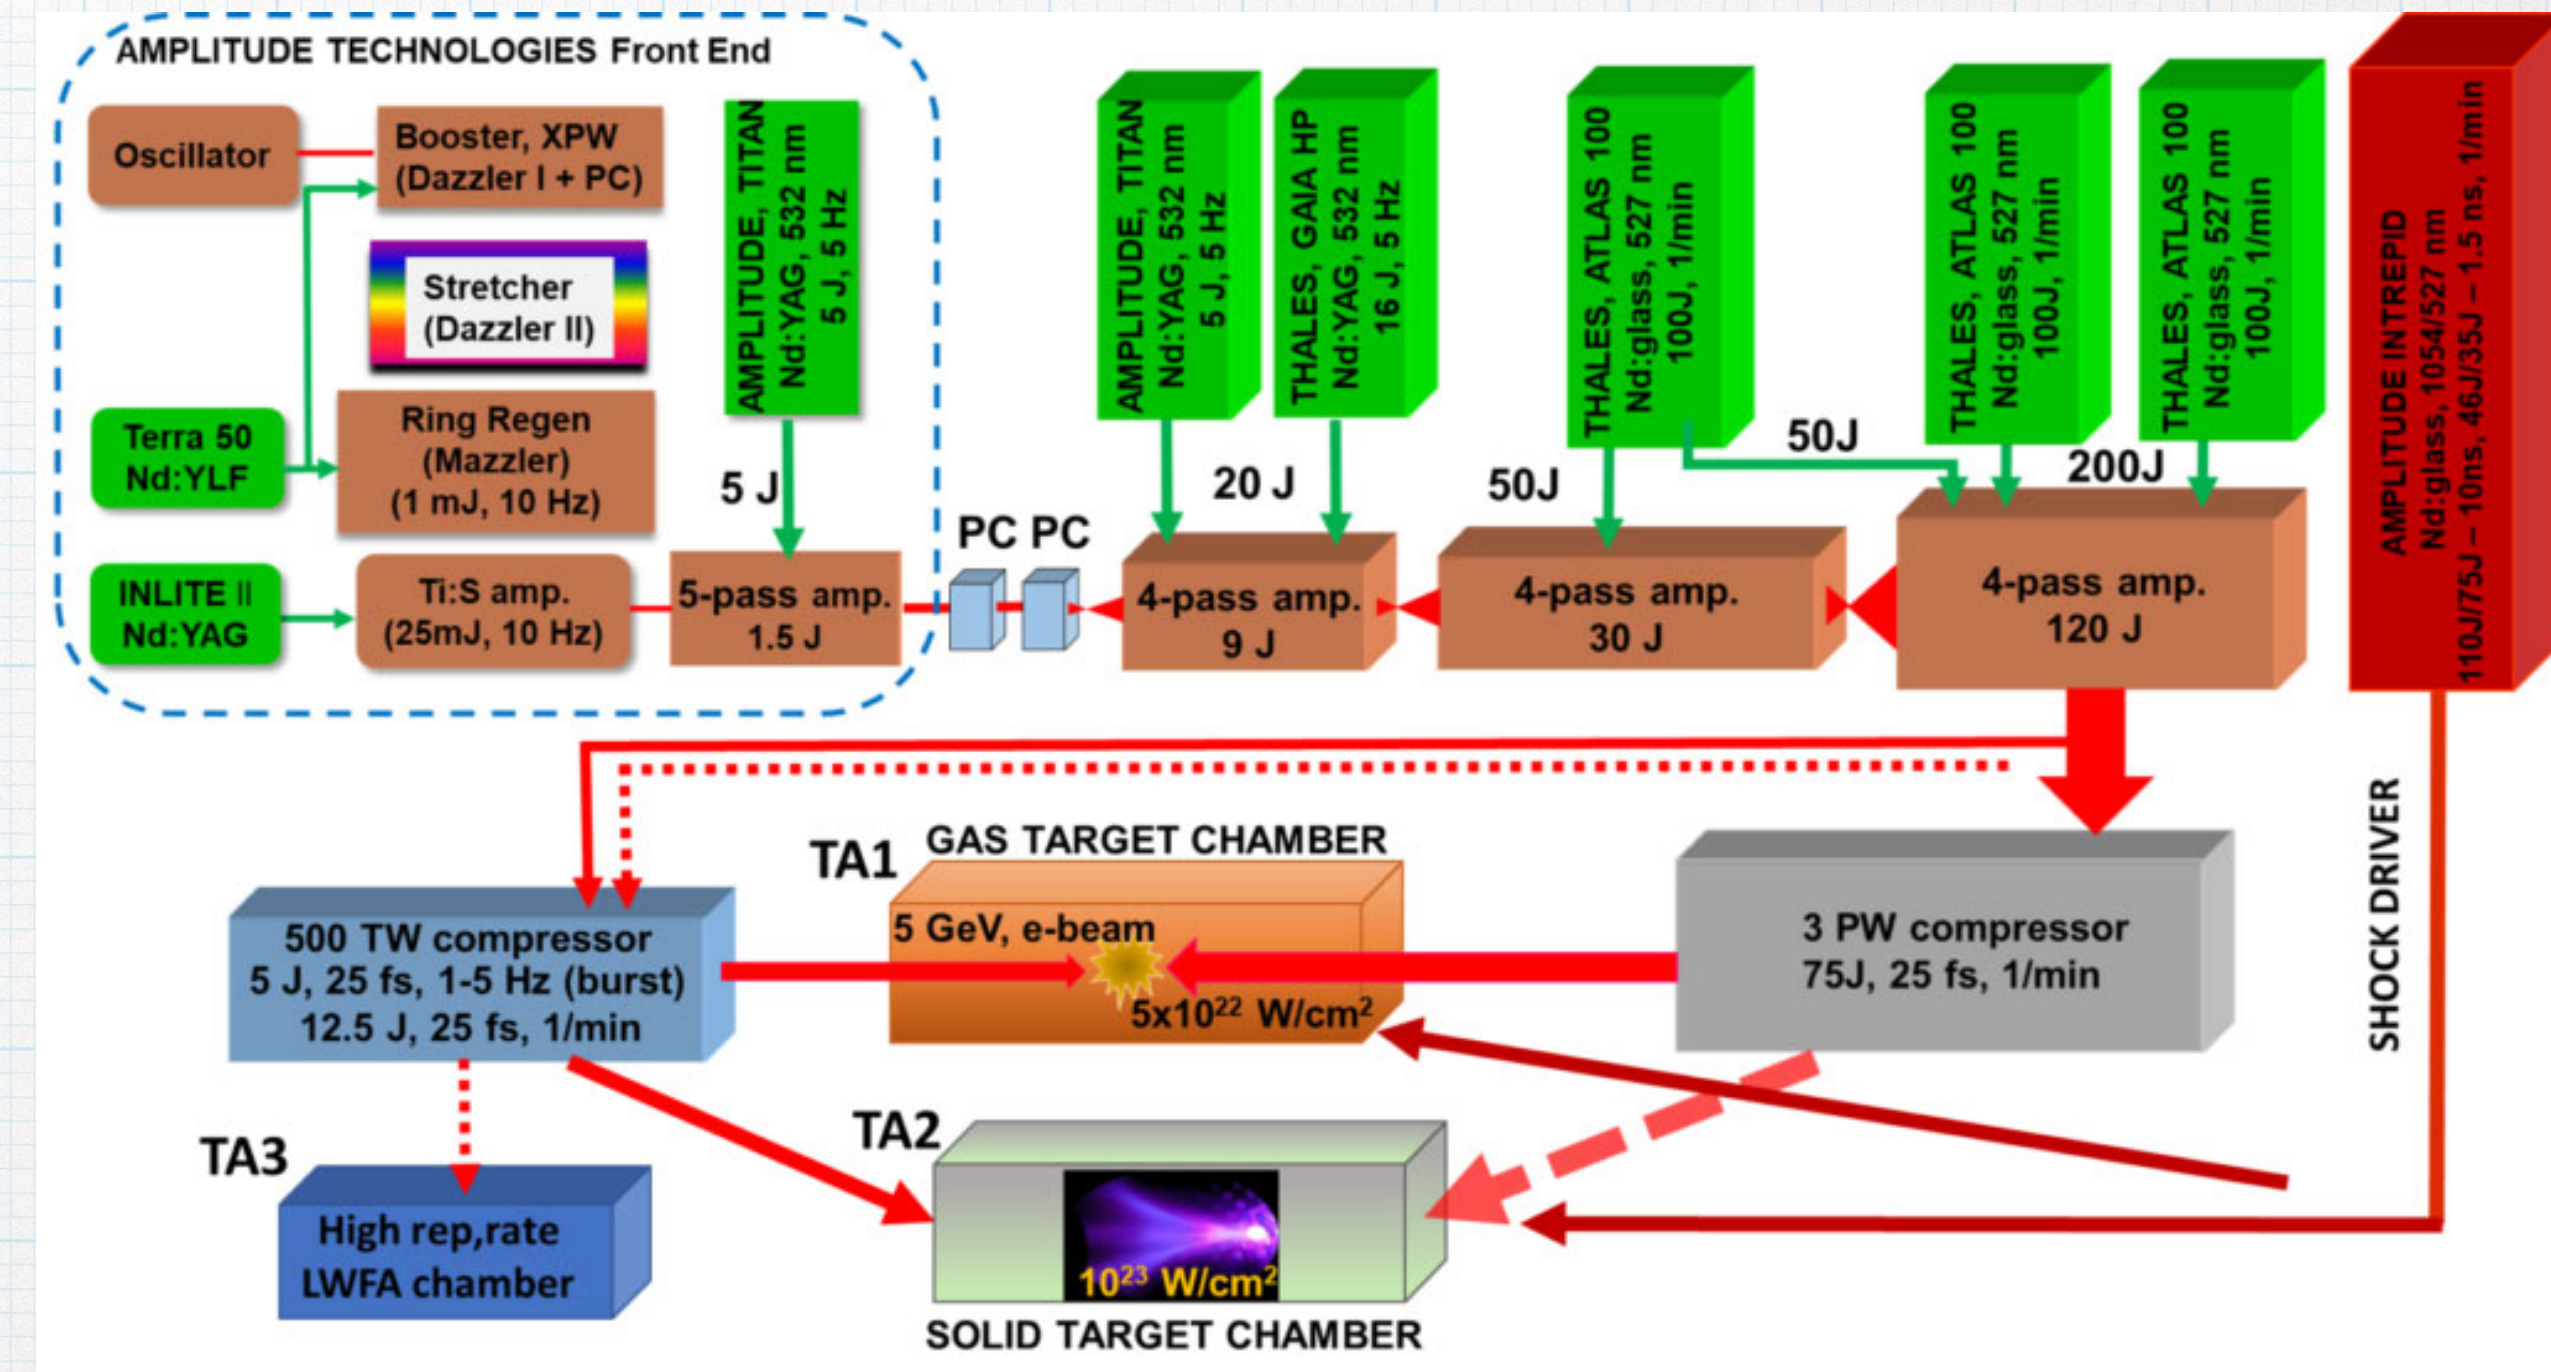 AMPLITUDE TECHNOLOGIES Front End
Oscillator
Booster, XPW
(Dazzler I + PC)
Stretcher
(Dazzler II)
Terra 50
Nd:YLF
Ring Regen
(Mazzler)
(1 mJ, 10 Hz)
INLITE II
Nd:YAG
Ti:S amp.
(25mJ, 10 Hz)
AMPLITUDE, TITAN
Nd:YAG, 532 nm
5 J, 5 Hz
5 J
5-pass amp.
1.5 J
PC PC
AMPLITUDE, TITAN
Nd:YAG, 532 nm
5 J, 5 Hz
THALES, GAIA HP
Nd:YAG, 532 nm
16 J, 5 Hz
20 J
4-pass amp.
9 J
THALES, ATLAS 100
Nd:glass, 527 nm
100J, 1/min
50J
50J
4-pass amp.
30 J
THALES, ATLAS 100
Nd:glass, 527 nm
100J, 1/min
THALES, ATLAS 100
Nd:glass, 527 nm
100J, 1/min
200J
4-pass amp.
120 J
AMPLITUDE INTREPID
Nd:glass, 1054/527 nm
110J/75J – 10ns, 46J/35J – 1.5 ns, 1/min
SHOCK DRIVER
500 TW compressor
5 J, 25 fs, 1-5 Hz (burst)
12.5 J, 25 fs, 1/min
TA1
GAS TARGET CHAMBER
5 GeV, e-beam
5x10²² W/cm²
3 PW compressor
75J, 25 fs, 1/min
TA3
High rep,rate
LWFA chamber
TA2
10²³ W/cm²
SOLID TARGET CHAMBER